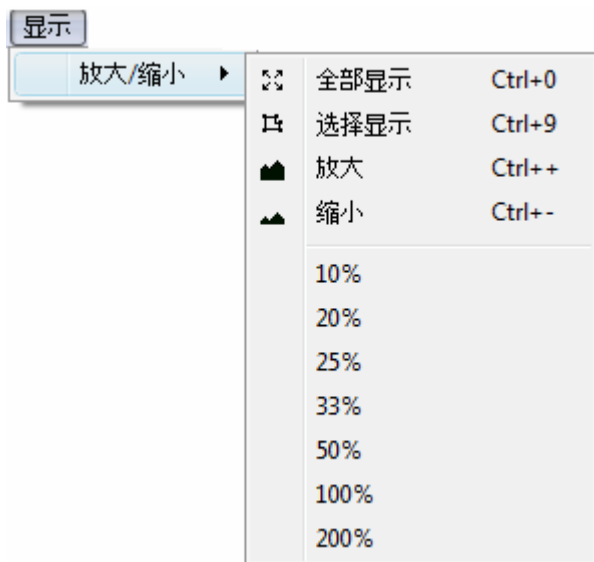 显示
放大/缩小
全部显示 Ctrl+0
选择显示 Ctrl+9
放大 Ctrl++
缩小 Ctrl+-
10%
20%
25%
33%
50%
100%
200%